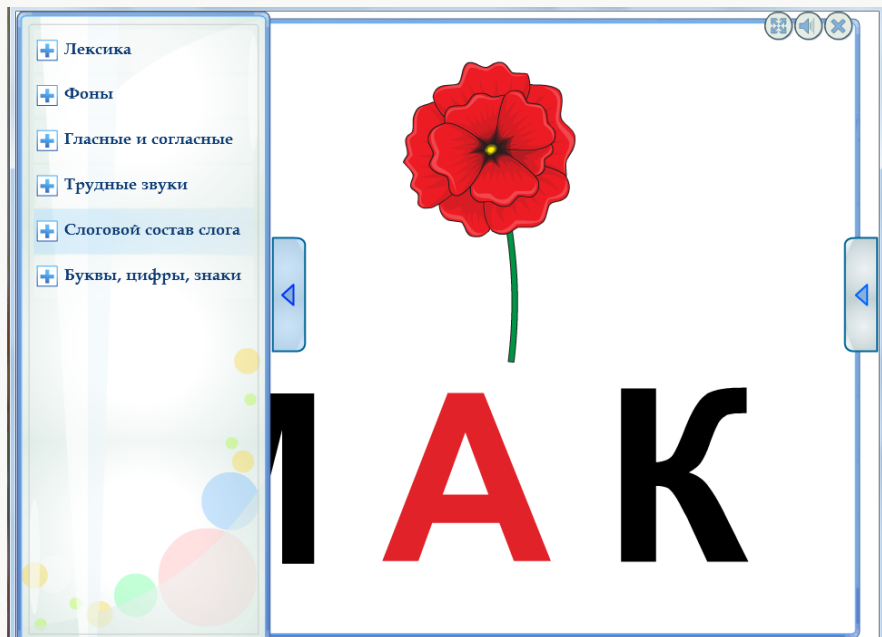 Лексика
Фоны
Гласные и согласные
Трудные звуки
Слоговой состав слога
Буквы, цифры, знаки
МАК